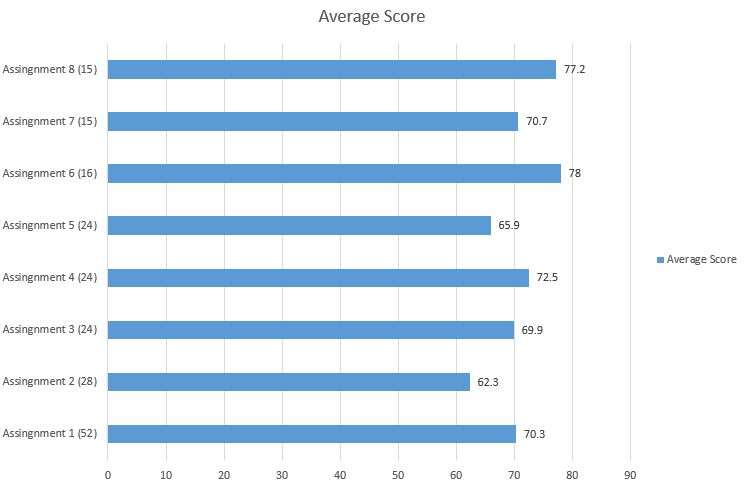 Average Score
Assingnment 8 (15)
77.2
Assingnment 7 (15)
70.7
Assingnment 6 (16)
78
Assingnment 5 (24)
65.9
Assingnment 4 (24)
72.5
Assingnment 3 (24)
69.9
Assingnment 2 (28)
62.3
Assingnment 1 (52)
70.3
0 10 20 30 40 50 60 70 80 90
Average Score